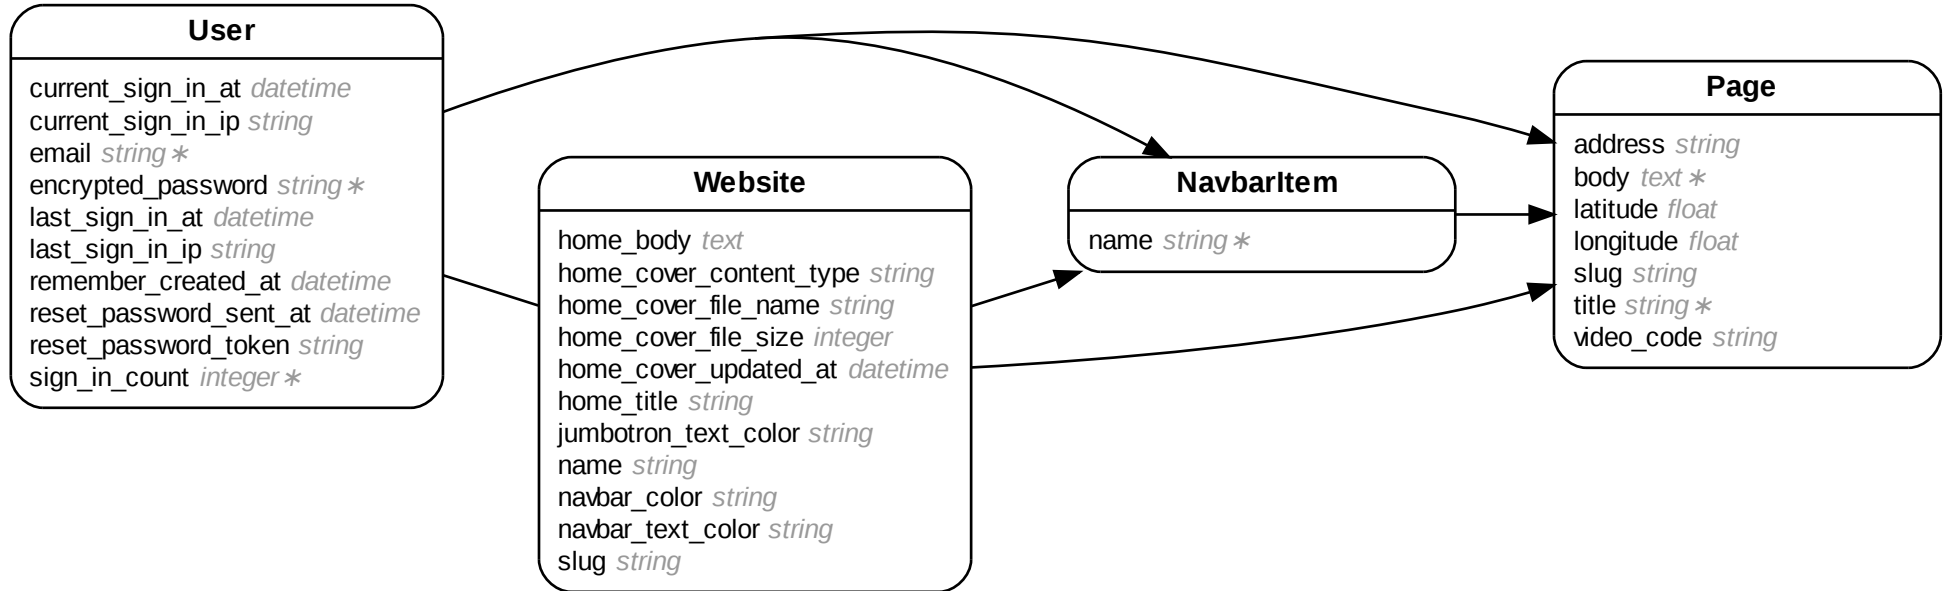 User
current_sign_in_at datetime
current_sign_in_ip string
email string ∗
encrypted_password string ∗
last_sign_in_at datetime
last_sign_in_ip string
remember_created_at datetime
reset_password_sent_at datetime
reset_password_token string
sign_in_count integer ∗
Website
home_body text
home_cover_content_type string
home_cover_file_name string
home_cover_file_size integer
home_cover_updated_at datetime
home_title string
jumbotron_text_color string
name string
navbar_color string
navbar_text_color string
slug string
NavbarItem
name string ∗
Page
address string
body text ∗
latitude float
longitude float
slug string
title string ∗
video_code string